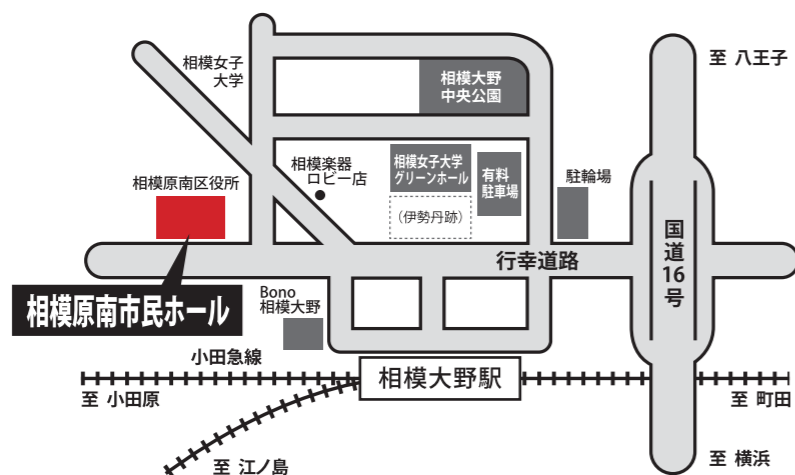 相模女子
大学
至 八王子
相模大野
中央公園
相模楽器
ロビー店
相模女子大学
グリーンホール
有料
駐車場
駐輪場
相模原南区役所
（伊勢丹跡）
国道16号
行幸道路
相模原南市民ホール
Bono
相模大野
小田急線
相模大野駅
至 小田原
至 町田
至 江ノ島
至 横浜